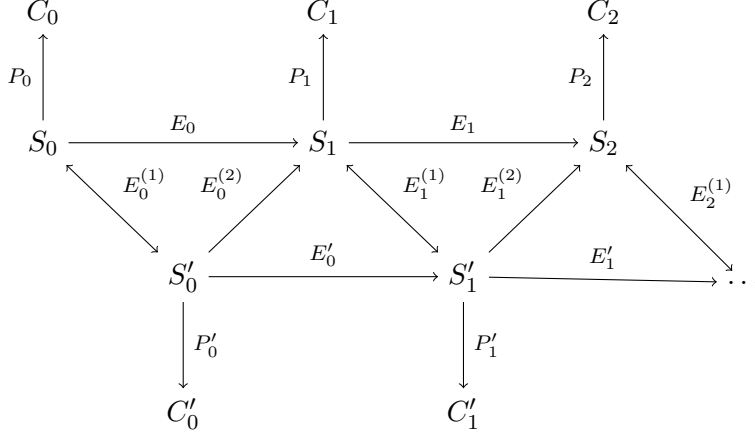 C_0 C_1 C_2
P_0 P_1 P_2
E_0 E_1
S_0 S_1 S_2
E_0^{(1)} E_0^{(2)} E_1^{(1)} E_1^{(2)} E_2^{(1)}
E'_0 E'_1
S'_0 S'_1 ..
P'_0 P'_1
C'_0 C'_1